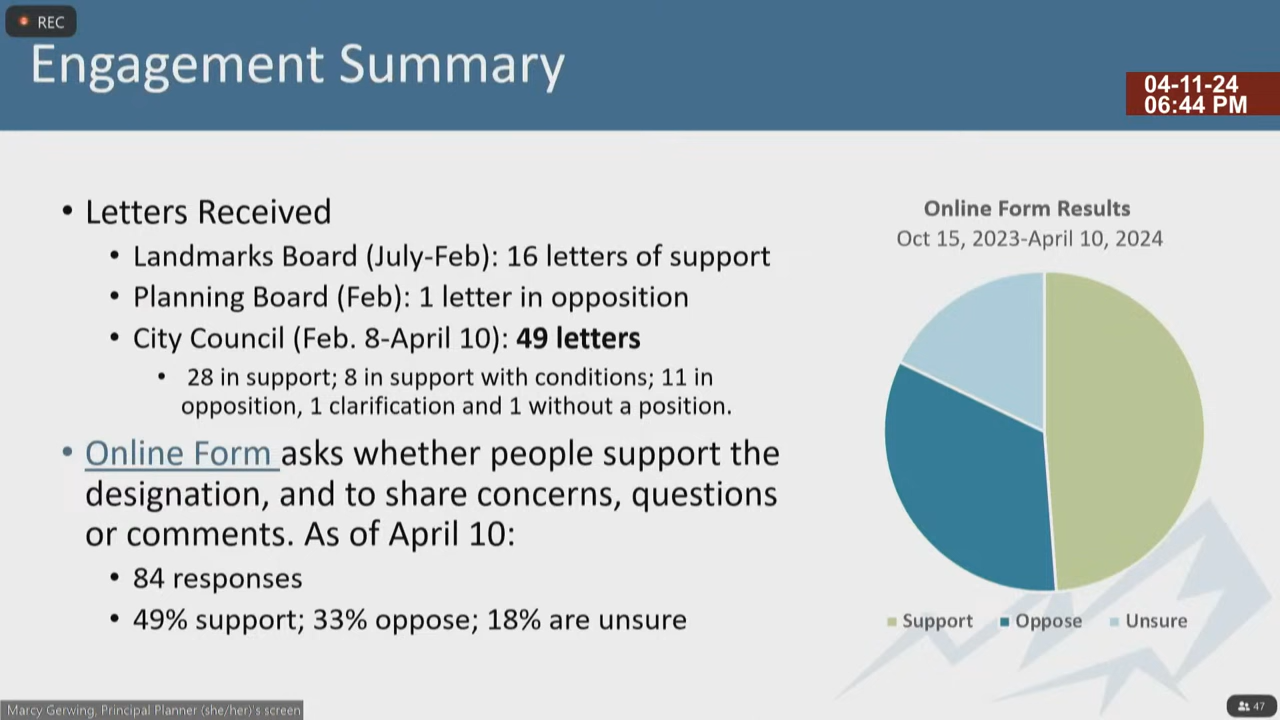 REC
Engagement Summary
04-11-24
06:44 PM
• Letters Received
• Landmarks Board (July-Feb): 16 letters of support
• Planning Board (Feb): 1 letter in opposition
• City Council (Feb. 8-April 10): 49 letters
• 28 in support; 8 in support with conditions; 11 in
opposition, 1 clarification and 1 without a position.
• Online Form asks whether people support the
designation, and to share concerns, questions
or comments. As of April 10:
• 84 responses
• 49% support; 33% oppose; 18% are unsure
Online Form Results
Oct 15, 2023-April 10, 2024
Support Oppose Unsure
Marcy Gerwing, Principal Planner (she/her)'s screen
47